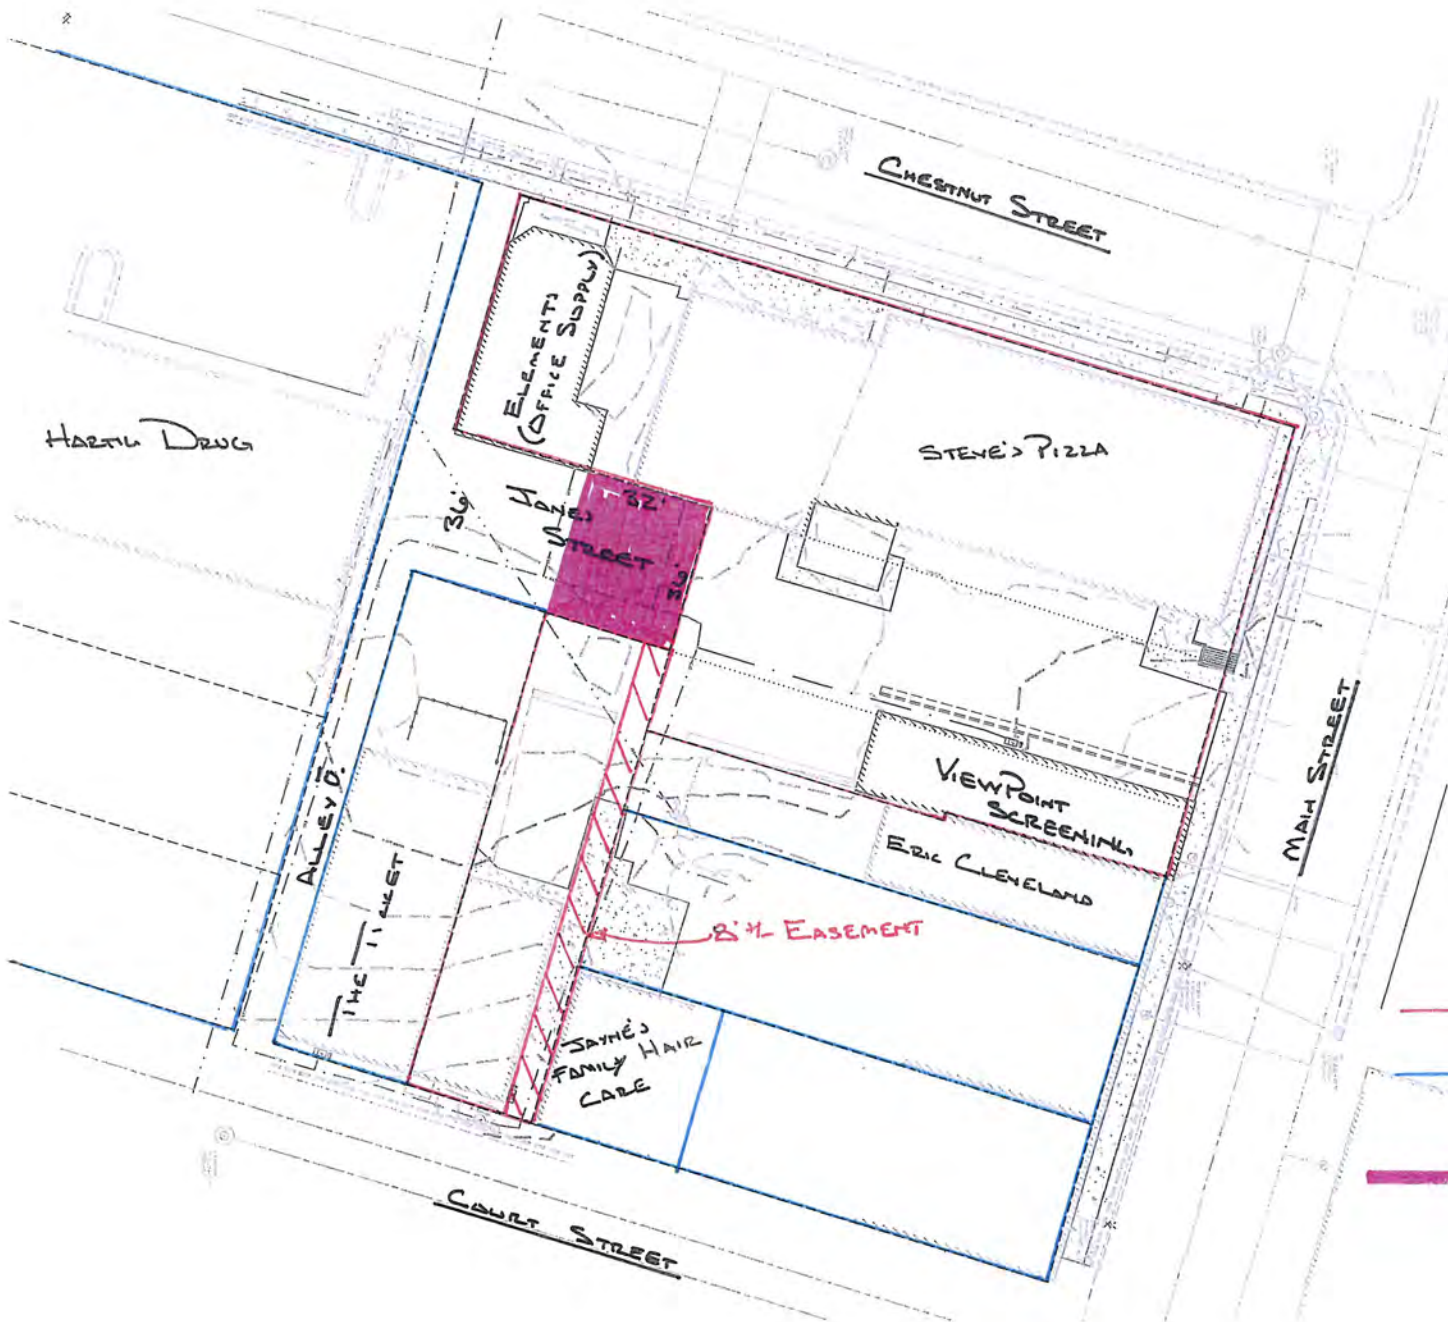 CHESTNUT STREET
ELEMENTS
(OFFICE SUPPLY)
HARTIG DRUG
STEVE'S PIZZA
JONES
STREET
32'
36'
36'
MAIN STREET
VIEWPOINT
SCREENING
ERIC CLEVELAND
ALLEY
THE
8'+/- EASEMENT
JAYNE'S
FAMILY HAIR
CARE
COURT STREET